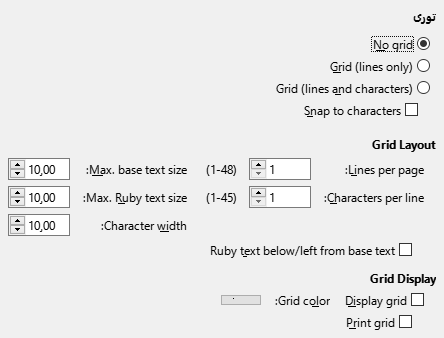 توری
No grid
Grid (lines only)
Grid (lines and characters)
Snap to characters
Grid Layout
Lines per page: 1 (1-48) Max. base text size: 10,00
Characters per line: 1 (1-45) Max. Ruby text size: 10,00
Character width: 10,00
Ruby text below/left from base text
Grid Display
Display grid Grid color:
Print grid